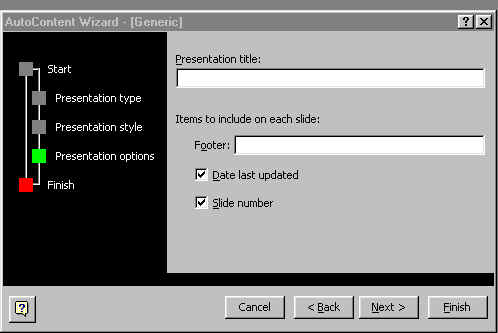 AutoContent Wizard - [Generic]
Start
Presentation type
Presentation style
Presentation options
Finish
Presentation title:
Items to include on each slide:
Footer:
Date last updated
Slide number
Cancel
< Back
Next >
Finish